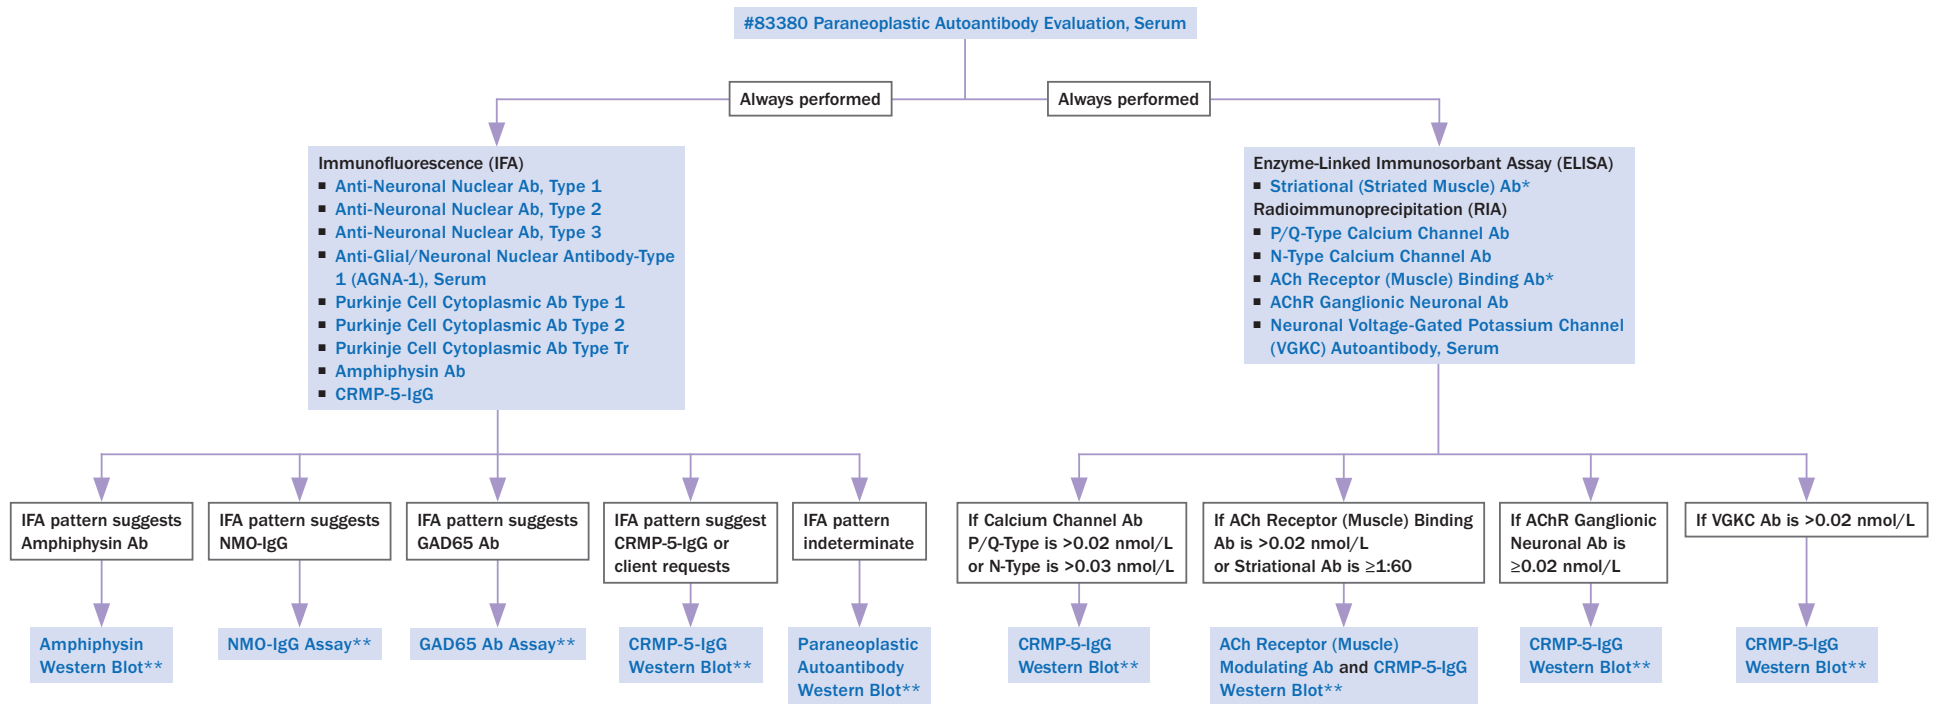 #83380 Paraneoplastic Autoantibody Evaluation, Serum
Always performed
Always performed
Immunofluorescence (IFA)
▪ Anti-Neuronal Nuclear Ab, Type 1
▪ Anti-Neuronal Nuclear Ab, Type 2
▪ Anti-Neuronal Nuclear Ab, Type 3
▪ Anti-Glial/Neuronal Nuclear Antibody-Type
1 (AGNA-1), Serum
▪ Purkinje Cell Cytoplasmic Ab Type 1
▪ Purkinje Cell Cytoplasmic Ab Type 2
▪ Purkinje Cell Cytoplasmic Ab Type Tr
▪ Amphiphysin Ab
▪ CRMP-5-IgG
Enzyme-Linked Immunosorbant Assay (ELISA)
▪ Striational (Striated Muscle) Ab*
Radioimmunoprecipitation (RIA)
▪ P/Q-Type Calcium Channel Ab
▪ N-Type Calcium Channel Ab
▪ ACh Receptor (Muscle) Binding Ab*
▪ AChR Ganglionic Neuronal Ab
▪ Neuronal Voltage-Gated Potassium Channel
(VGKC) Autoantibody, Serum
IFA pattern suggests
Amphiphysin Ab
IFA pattern suggests
NMO-IgG
IFA pattern suggests
GAD65 Ab
IFA pattern suggest
CRMP-5-IgG or
client requests
IFA pattern
indeterminate
If Calcium Channel Ab
P/Q-Type is >0.02 nmol/L
or N-Type is >0.03 nmol/L
If ACh Receptor (Muscle) Binding
Ab is >0.02 nmol/L
or Striational Ab is ≥1:60
If AChR Ganglionic
Neuronal Ab is
≥0.02 nmol/L
If VGKC Ab is >0.02 nmol/L
Amphiphysin
Western Blot**
NMO-IgG Assay**
GAD65 Ab Assay**
CRMP-5-IgG
Western Blot**
Paraneoplastic
Autoantibody
Western Blot**
CRMP-5-IgG
Western Blot**
ACh Receptor (Muscle)
Modulating Ab and CRMP-5-IgG
Western Blot**
CRMP-5-IgG
Western Blot**
CRMP-5-IgG
Western Blot**